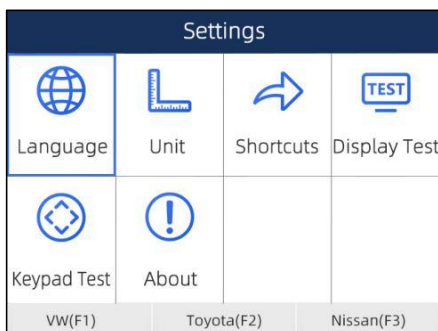 Settings
TEST
Language Unit Shortcuts Display Test
Keypad Test About
VW(F1) Toyota(F2) Nissan(F3)